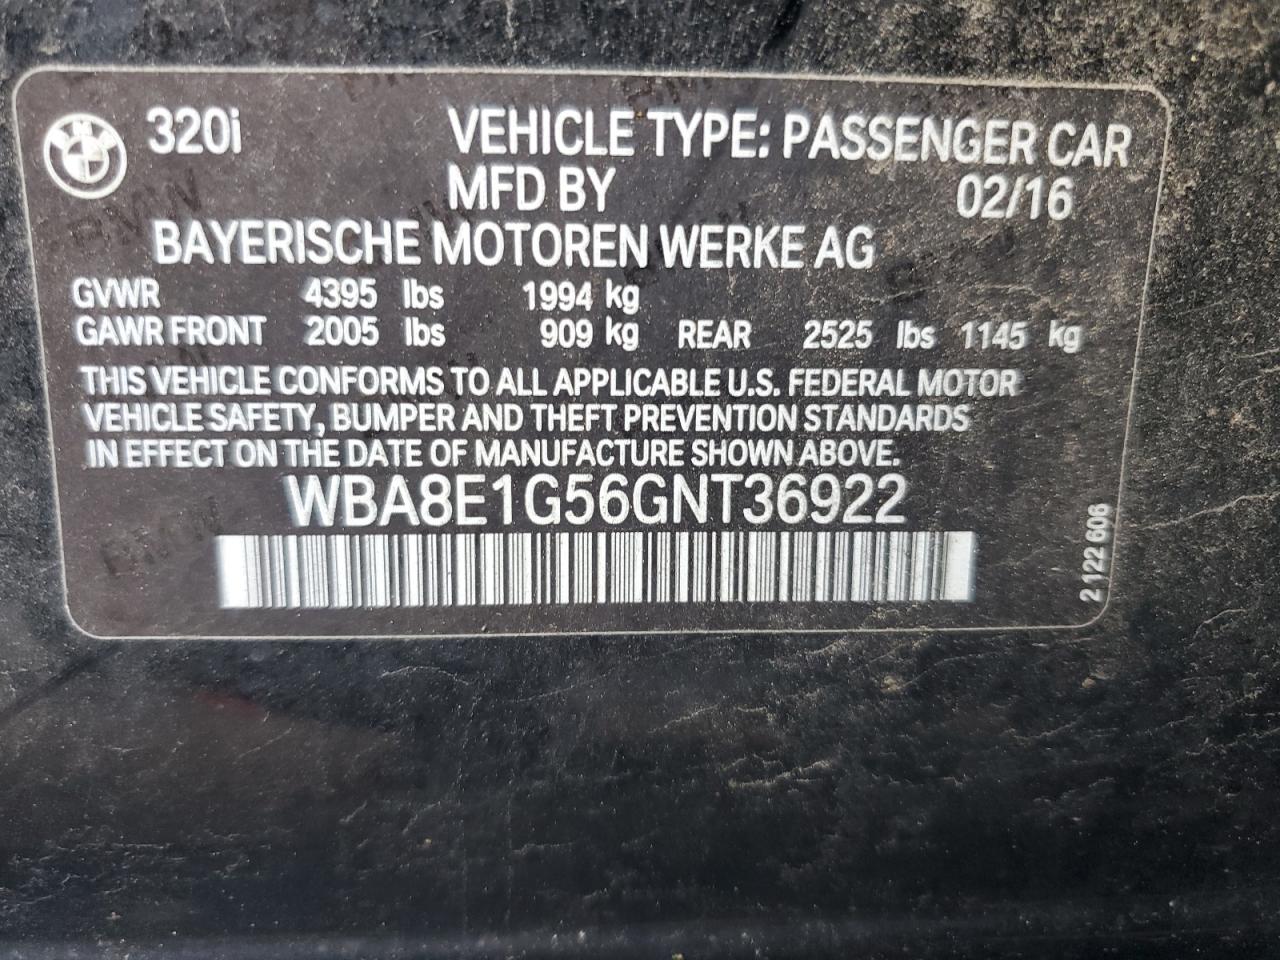 320i VEHICLE TYPE: PASSENGER CAR
MFD BY 02/16
BAYERISCHE MOTOREN WERKE AG
GVWR 4395 lbs 1994 kg
GAWR FRONT 2005 lbs 909 kg REAR 2525 lbs 1145 kg
THIS VEHICLE CONFORMS TO ALL APPLICABLE U.S. FEDERAL MOTOR
VEHICLE SAFETY, BUMPER AND THEFT PREVENTION STANDARDS
IN EFFECT ON THE DATE OF MANUFACTURE SHOWN ABOVE.
WBA8E1G56GNT36922
2 122 606